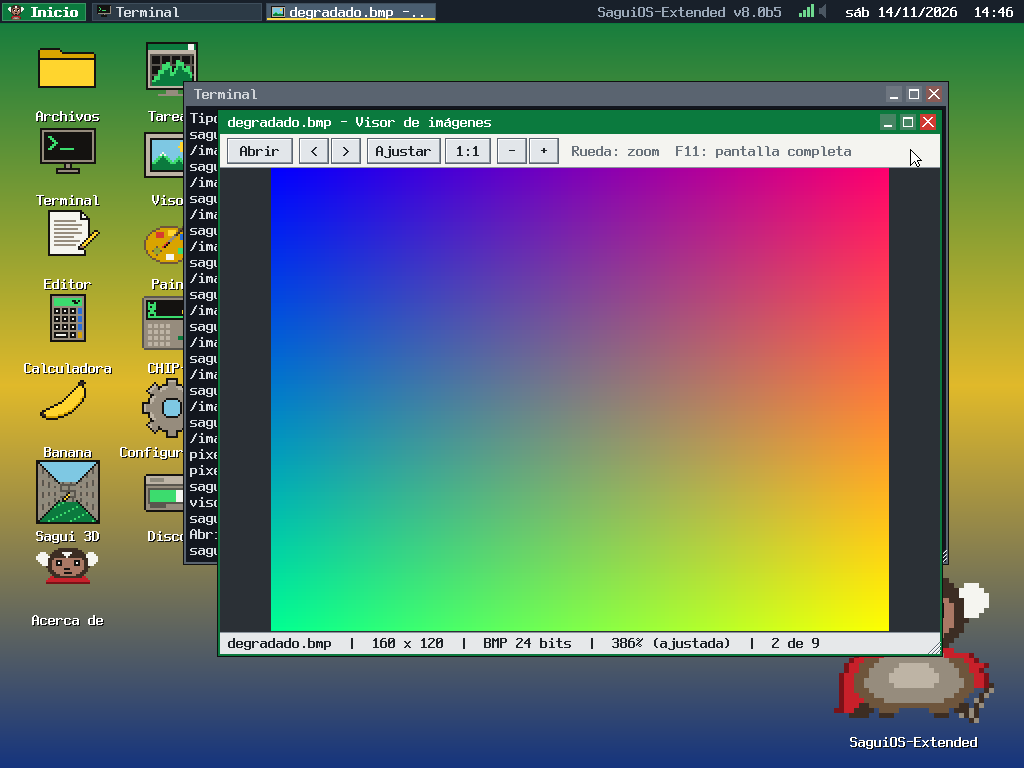 Inicio
Terminal
degradado.bmp -..
SaguiOS-Extended v8.0b5
sáb 14/11/2026 14:46
Archivos
Terminal
Editor
Calculadora
Banana
Sagui 3D
Acerca de
Terminal
degradado.bmp - Visor de imágenes
Abrir < > Ajustar 1:1 - + Rueda: zoom F11: pantalla completa
degradado.bmp | 160 x 120 | BMP 24 bits | 386% (ajustada) | 2 de 9
SaguiOS-Extended